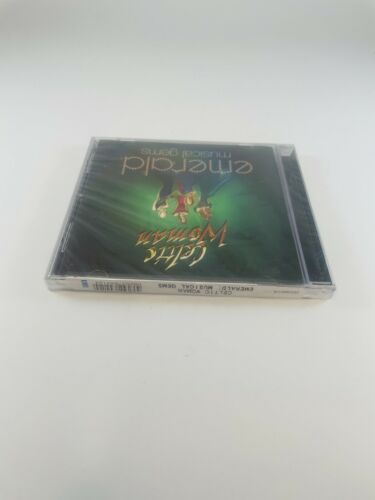 Celtic
Woman
emerald
musical gems
CELTIC WOMAN
EMERALD: MUSICAL GEMS